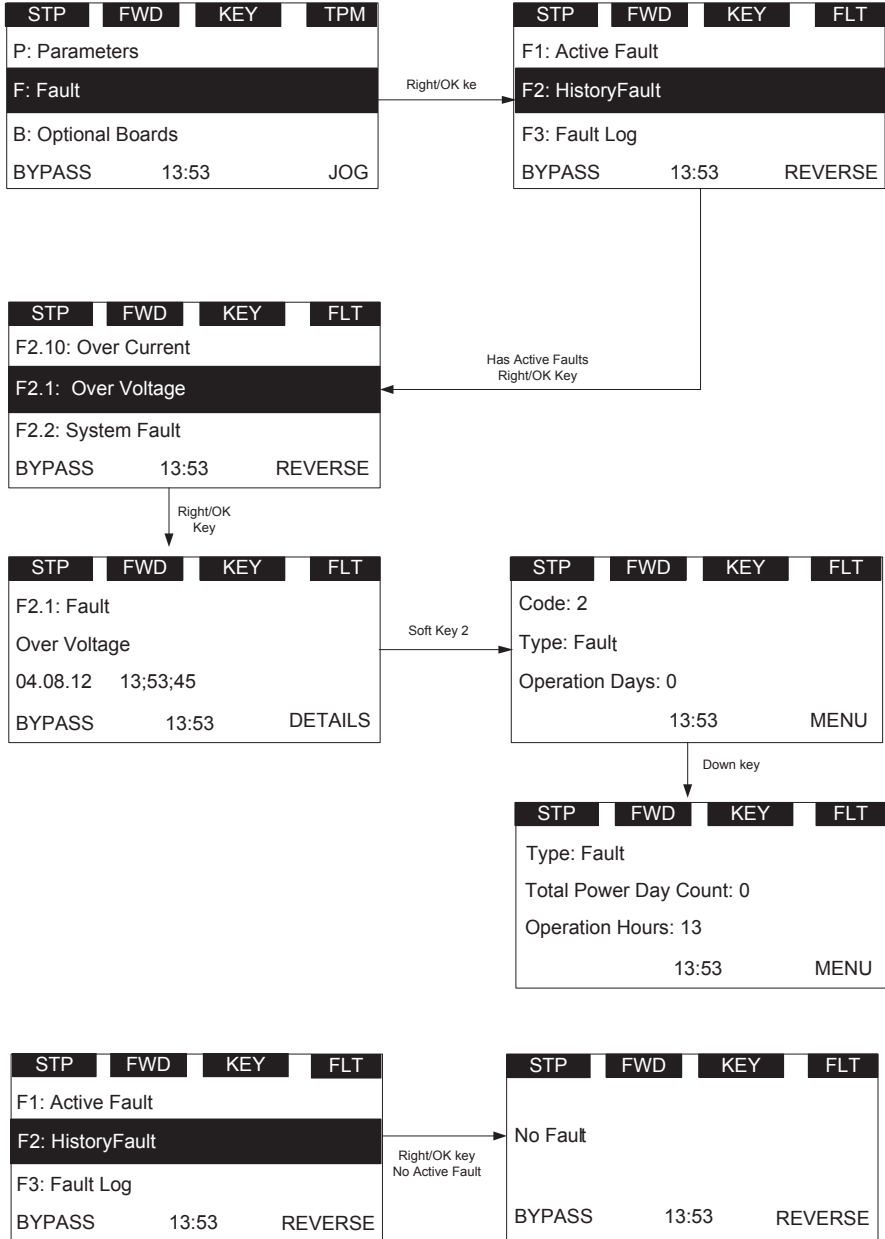 STP FWD KEY TPM
P: Parameters
F: Fault
B: Optional Boards
BYPASS 13:53 JOG
Right/OK ke
STP FWD KEY FLT
F1: Active Fault
F2: HistoryFault
F3: Fault Log
BYPASS 13:53 REVERSE
Has Active Faults
Right/OK Key
STP FWD KEY FLT
F2.10: Over Current
F2.1: Over Voltage
F2.2: System Fault
BYPASS 13:53 REVERSE
Right/OK
Key
STP FWD KEY FLT
F2.1: Fault
Over Voltage
04.08.12 13;53;45
BYPASS 13:53 DETAILS
Soft Key 2
STP FWD KEY FLT
Code: 2
Type: Fault
Operation Days: 0
13:53 MENU
Down key
STP FWD KEY FLT
Type: Fault
Total Power Day Count: 0
Operation Hours: 13
13:53 MENU
STP FWD KEY FLT
F1: Active Fault
F2: HistoryFault
F3: Fault Log
BYPASS 13:53 REVERSE
Right/OK key
No Active Fault
STP FWD KEY FLT
No Fault
BYPASS 13:53 REVERSE